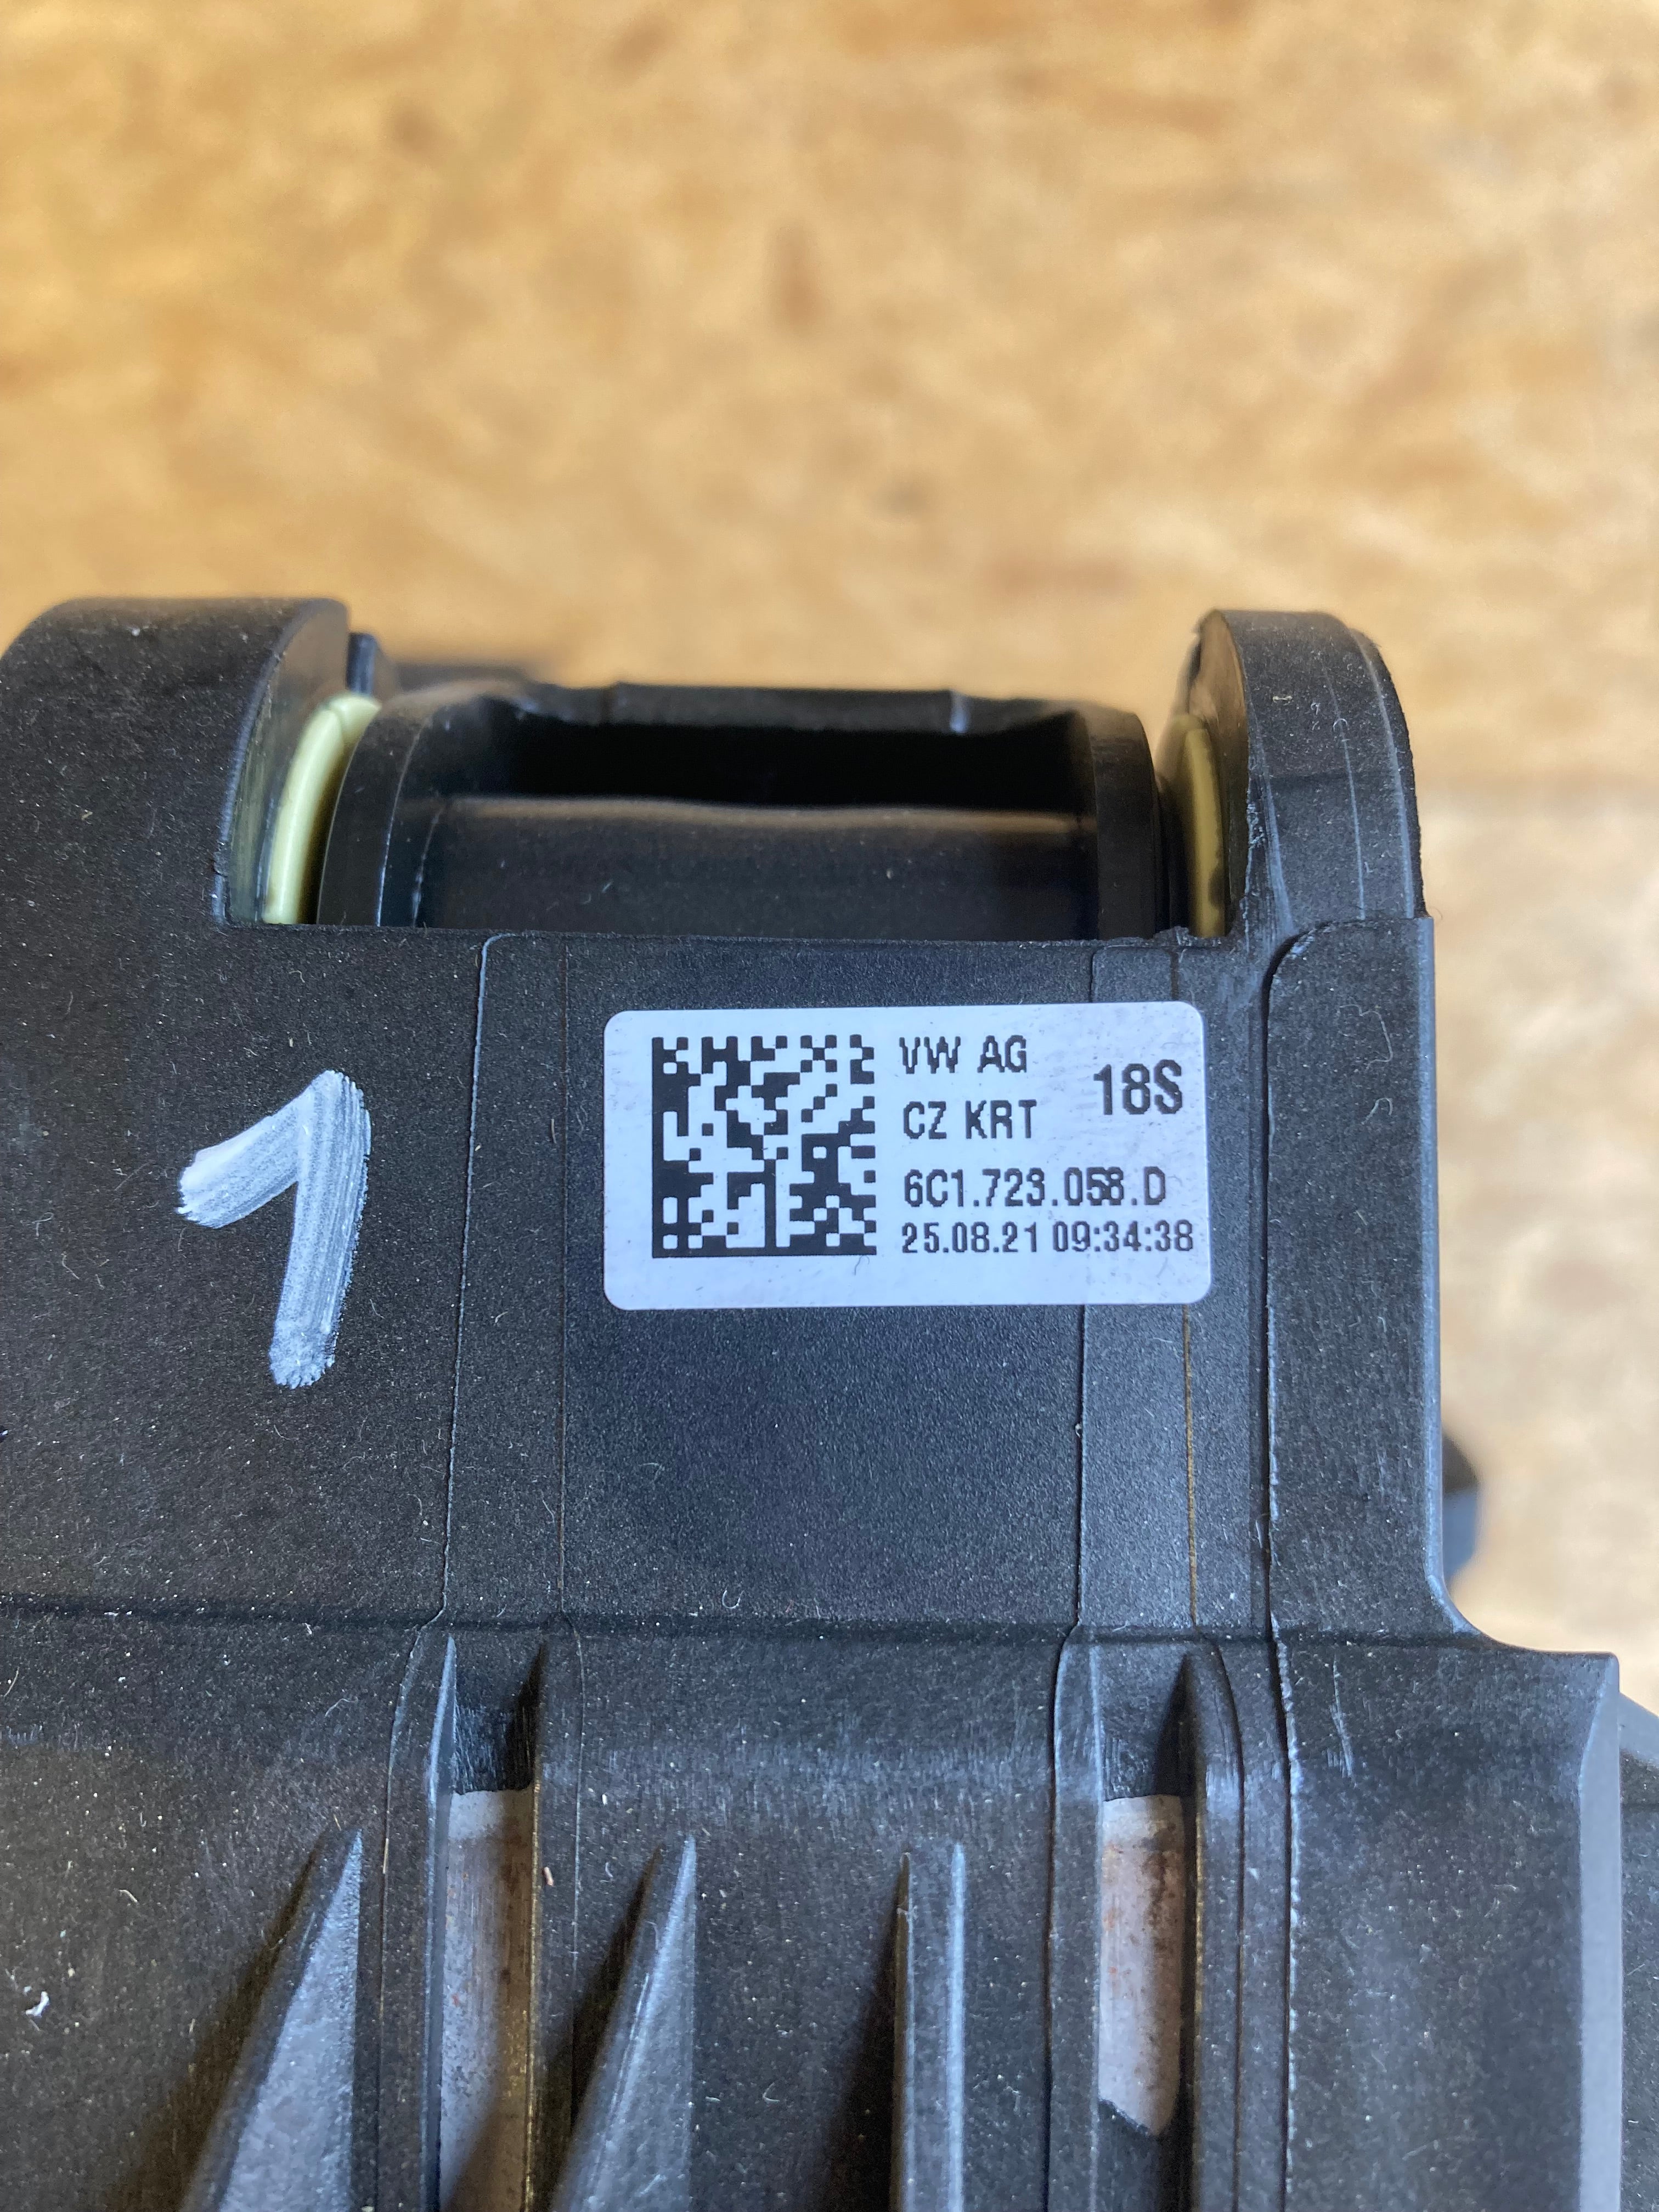 VW AG
18S
CZ KRT
6C1.723.058.D
25.08.21 09:34:38
1